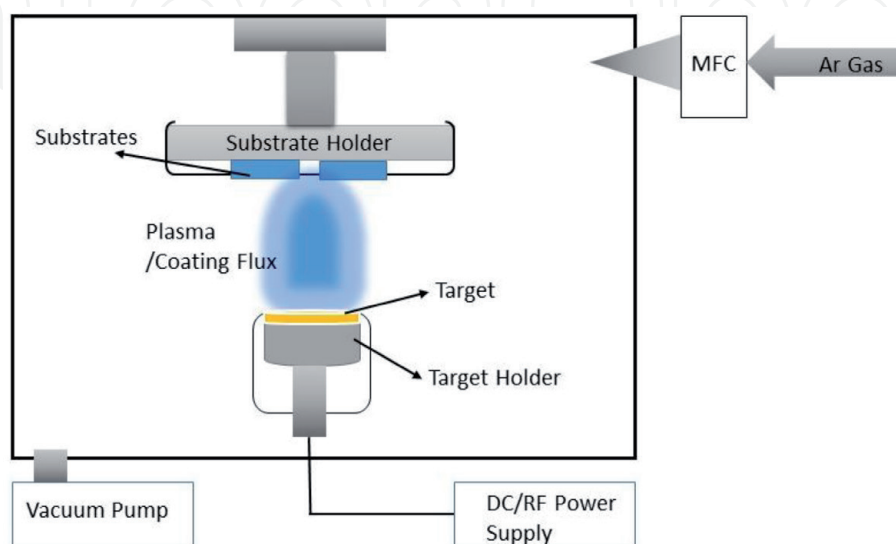 MFC
Ar Gas
Substrates
Substrate Holder
Plasma
/Coating Flux
Target
Target Holder
Vacuum Pump
DC/RF Power
Supply